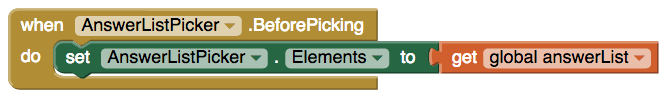 when AnswerListPicker .BeforePicking
do set AnswerListPicker . Elements to get global answerList